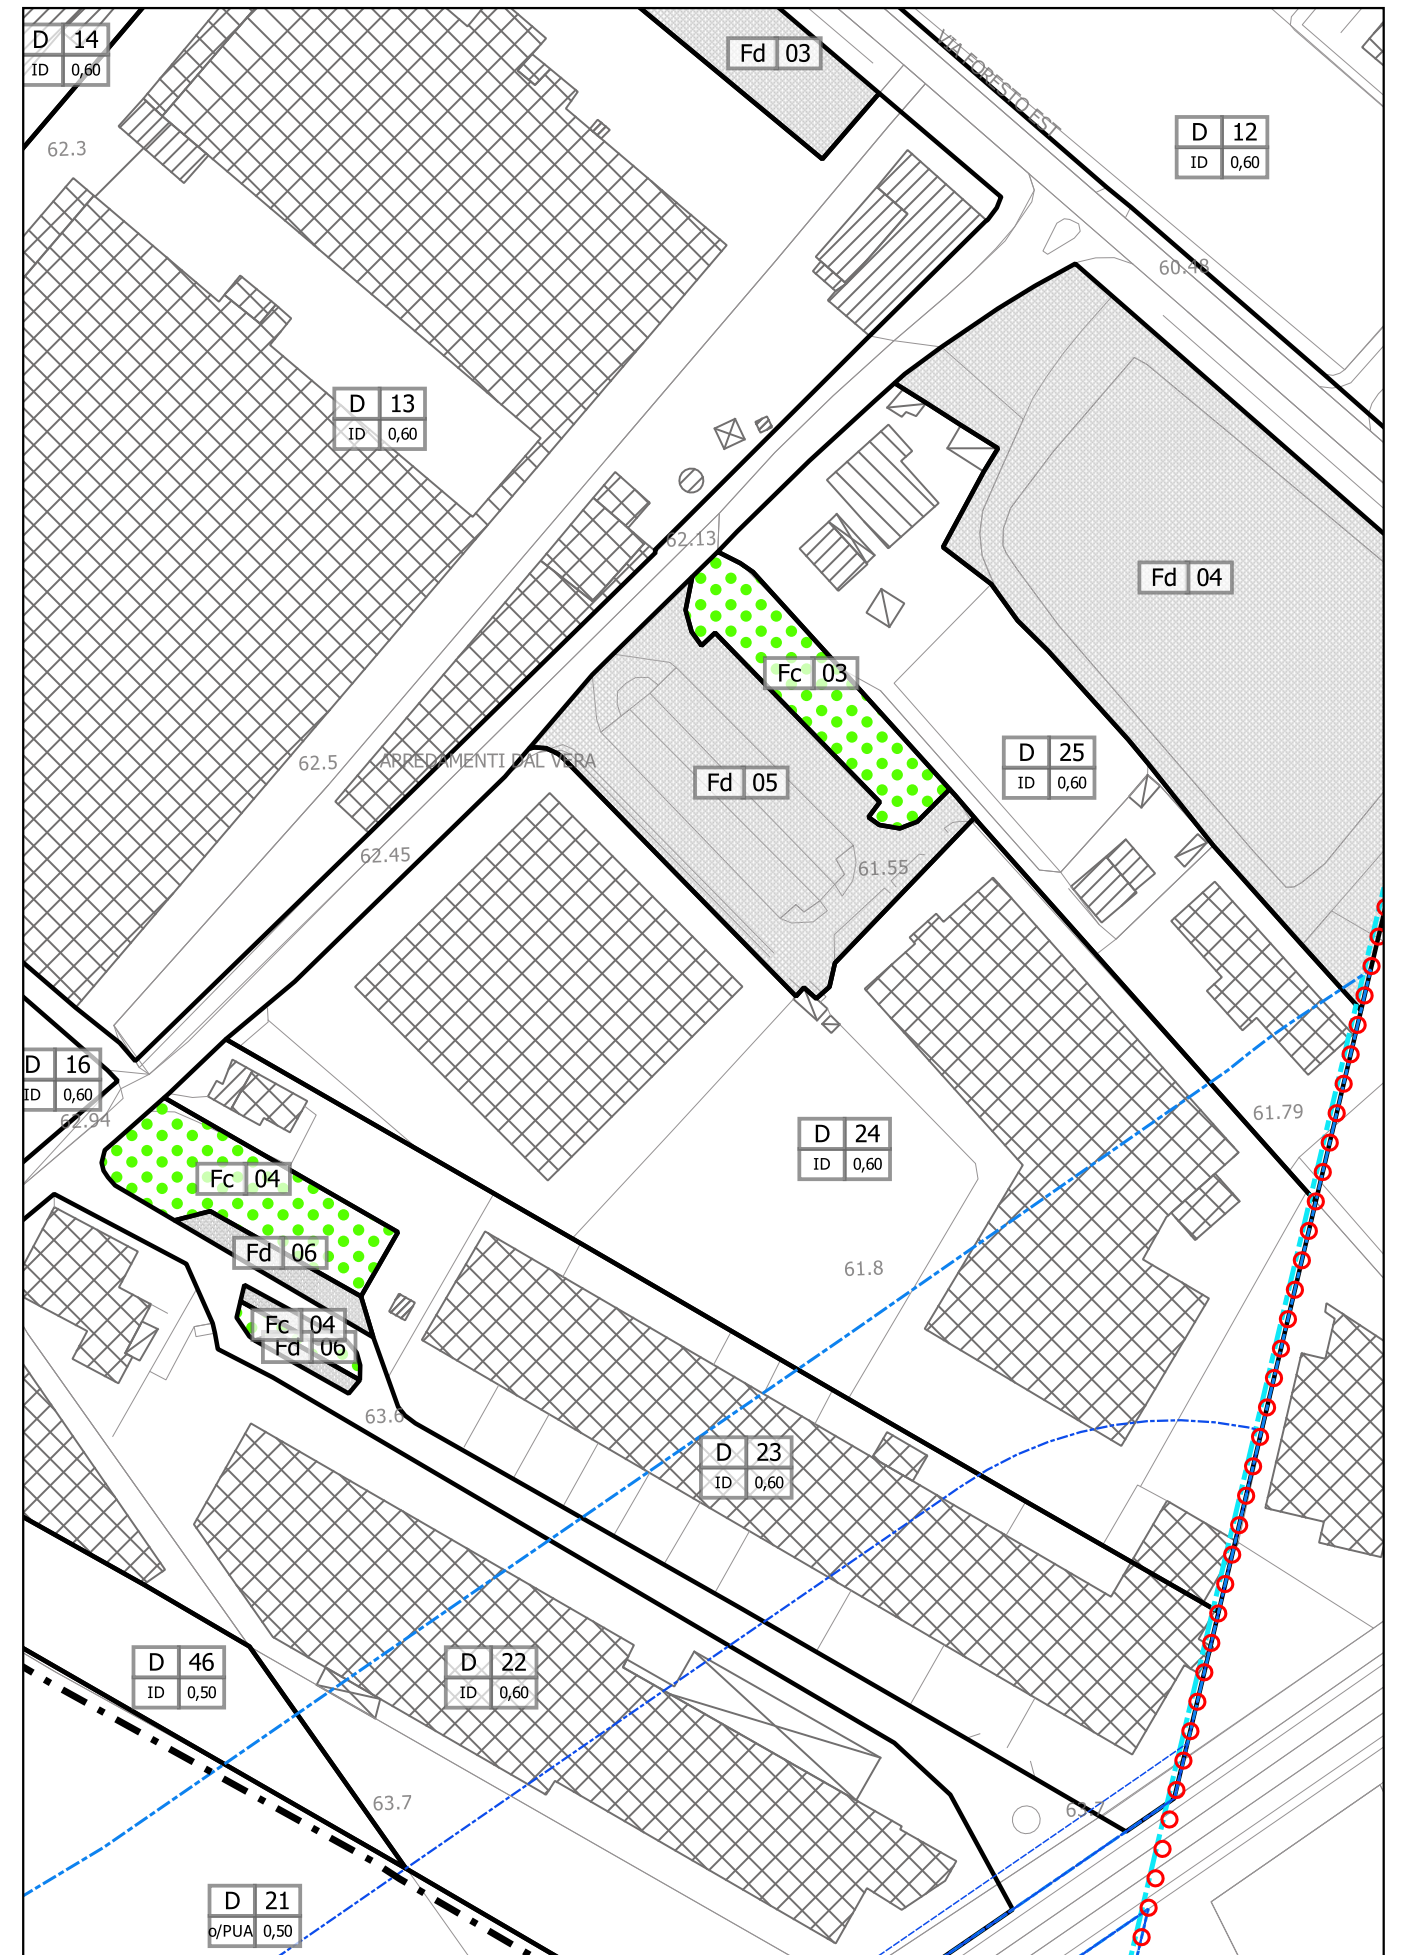 D 14
ID 0,60
Fd 03
VIA FORESTO EST
D 12
ID 0,60
62.3
60.48
D 13
ID 0,60
62.13
Fd 04
Fc 03
D 25
ID 0,60
62.5
ARREDAMENTI DAL VERA
Fd 05
62.45
61.55
D 16
ID 0,60
62.94
61.79
D 24
ID 0,60
Fc 04
Fd 06
61.8
Fc 04
Fd 06
63.6
D 23
ID 0,60
D 46
ID 0,50
D 22
ID 0,60
63.7
63.7
D 21
o/PUA 0,50